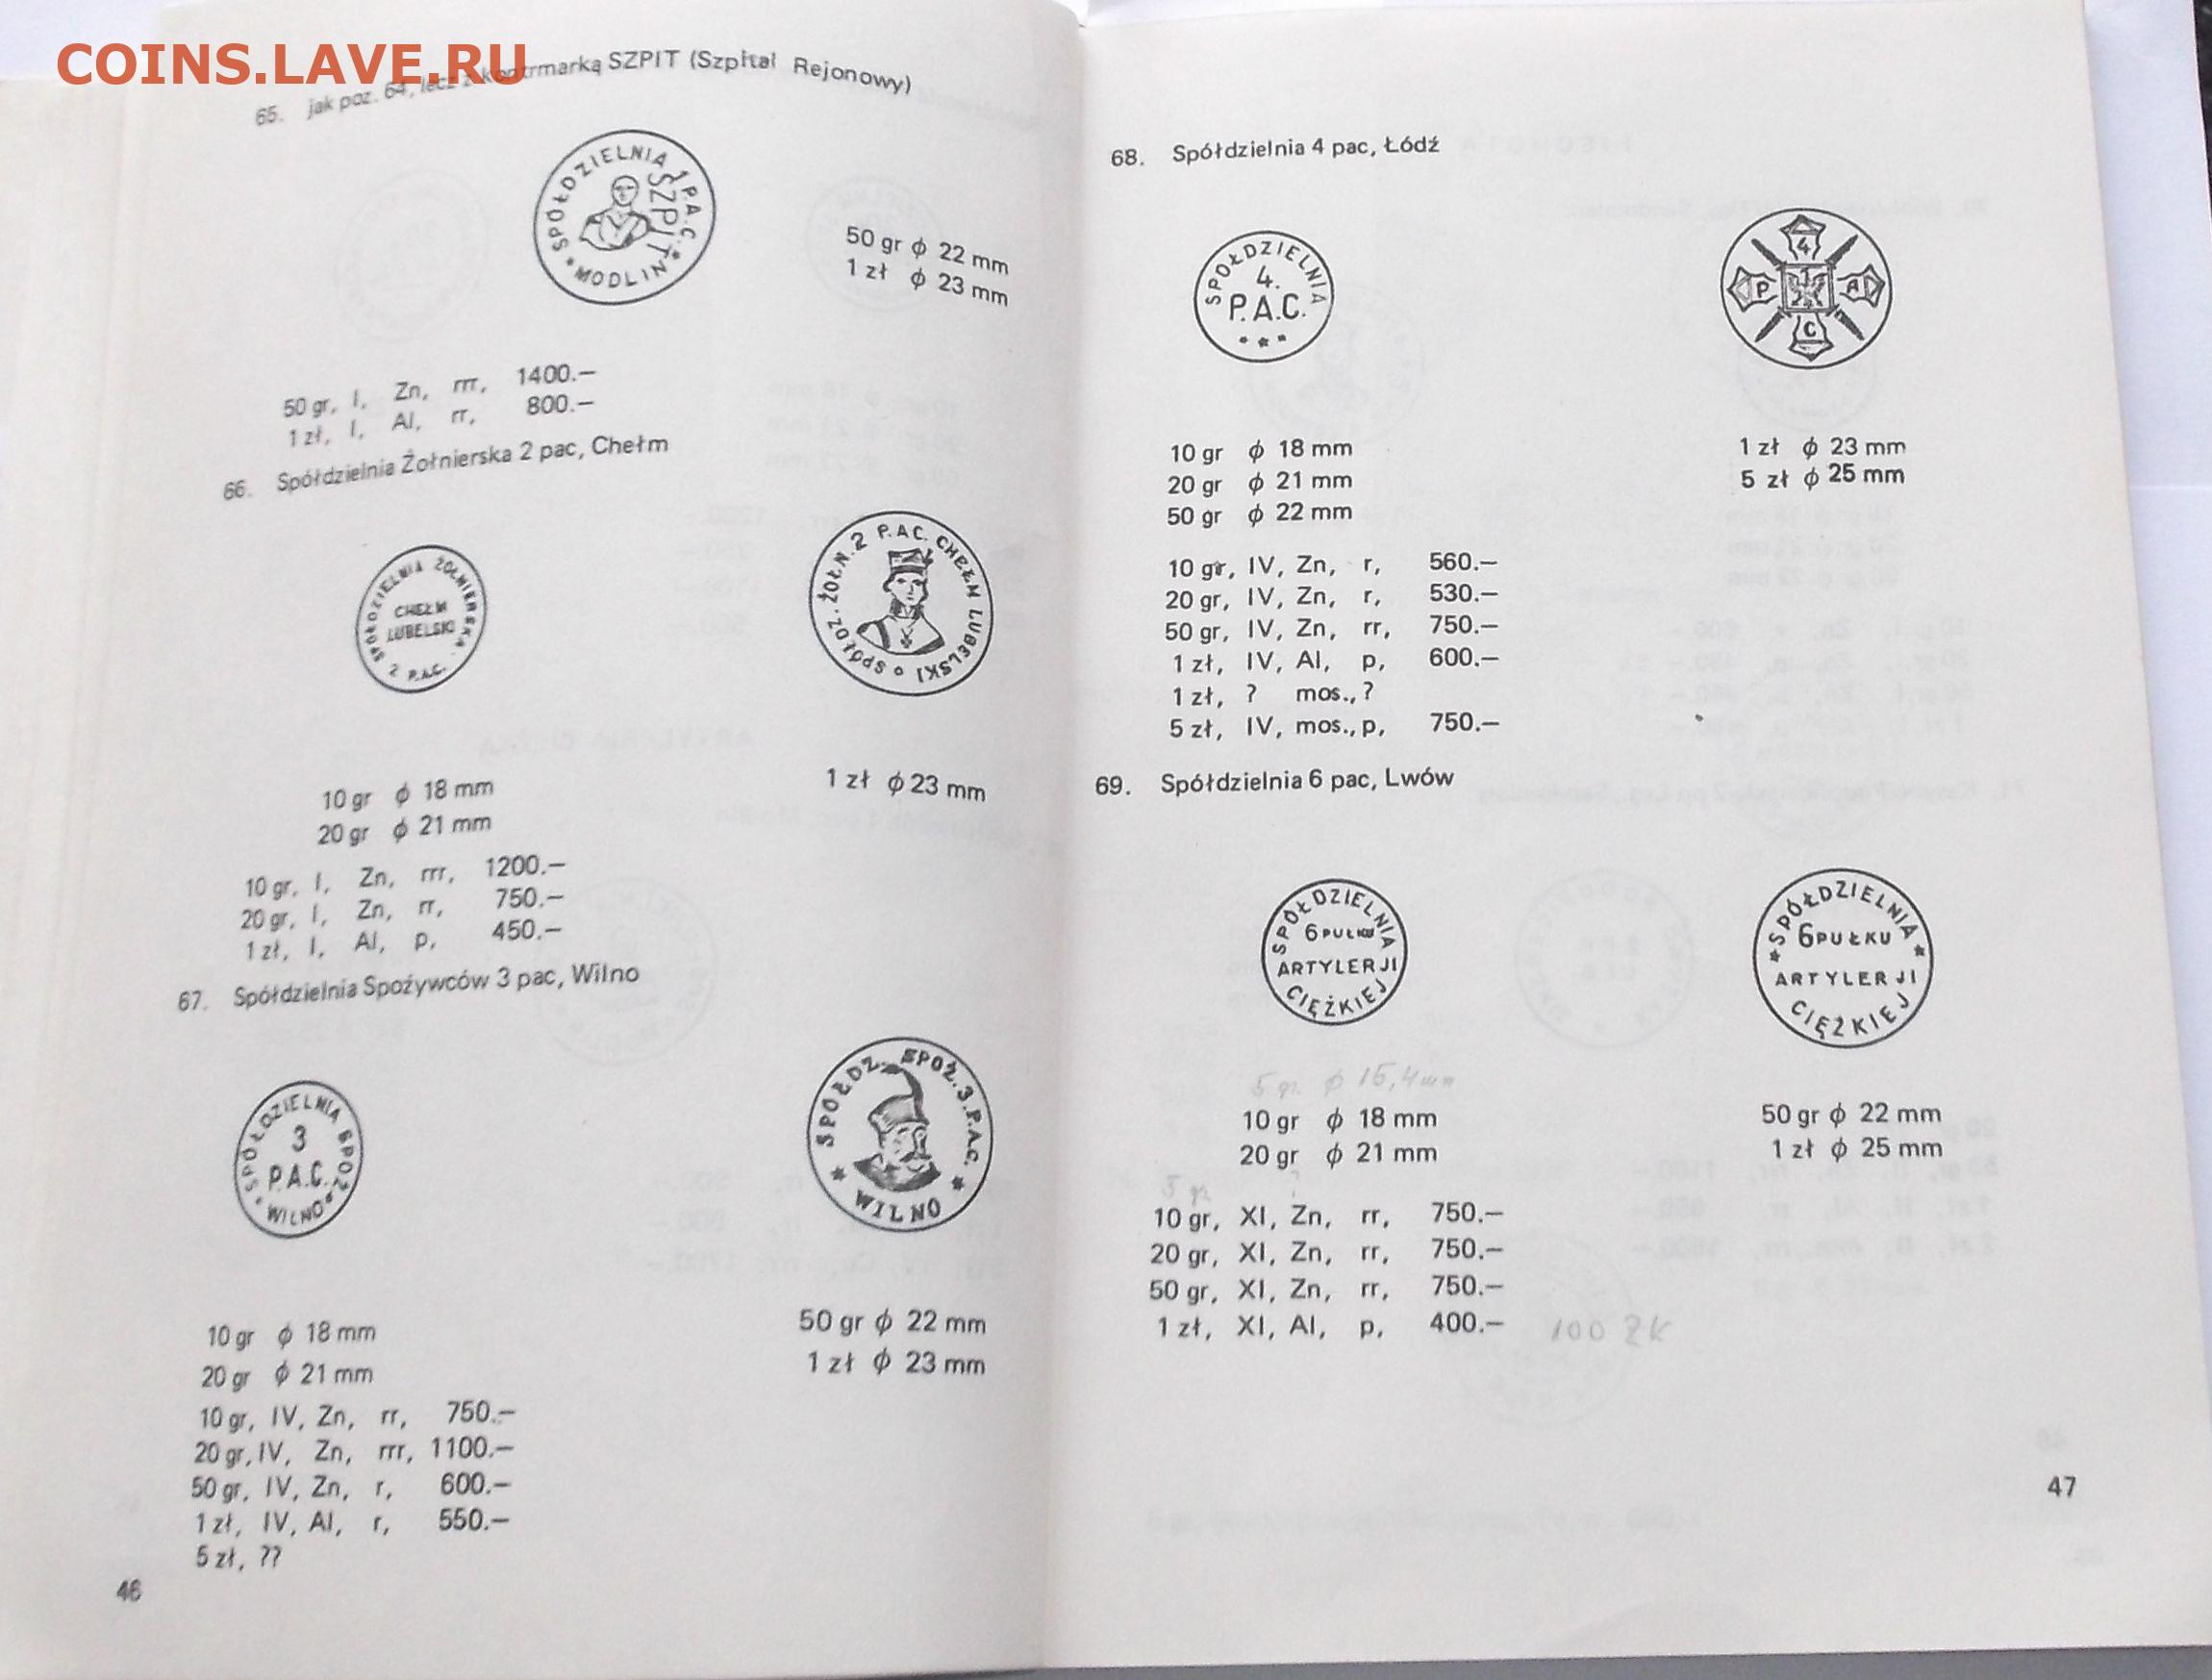 COINS.LAVE.RU
65. jak poz. 64, lecz z kontrmarką SZPIT (Szpital Rejonowy)
SPÓŁDZIELNIA 1 P.A.C. * MODLIN *
SZPIT
50 gr ϕ 22 mm
1 zł ϕ 23 mm
50 gr, I, Zn, rrr, 1400.—
1 zł, I, Al, rr, 800.—
66. Spółdzielnia Żołnierska 2 pac, Chełm
SPÓŁDZIELNIA ŻOŁNIERSKA
CHEŁM
LUBELSKI
2 P.A.C.
SPÓŁDZ. ŻOŁN. 2 P.A.C. CHEŁM LUBELSKI
10 gr ϕ 18 mm
20 gr ϕ 21 mm
1 zł ϕ 23 mm
10 gr, I, Zn, rrr, 1200.—
20 gr, I, Zn, rr, 750.—
1 zł, I, Al, p, 450.—
67. Spółdzielnia Spożywców 3 pac, Wilno
SPÓŁDZIELNIA SPOŻ.
3
P.A.C.
* WILNO *
SPÓŁDZ. SPOŻ. 3. P.A.C.
* WILNO *
10 gr ϕ 18 mm
20 gr ϕ 21 mm
50 gr ϕ 22 mm
1 zł ϕ 23 mm
10 gr, IV, Zn, rr, 750.—
20 gr, IV, Zn, rrr, 1100.—
50 gr, IV, Zn, r, 600.—
1 zł, IV, Al, r, 550.—
5 zł, ??
46
68. Spółdzielnia 4 pac, Łódź
SPÓŁDZIELNIA
4.
P.A.C.
* * *
4
P A
C
10 gr ϕ 18 mm
20 gr ϕ 21 mm
50 gr ϕ 22 mm
1 zł ϕ 23 mm
5 zł ϕ 25 mm
10 gr, IV, Zn, r, 560.—
20 gr, IV, Zn, r, 530.—
50 gr, IV, Zn, rr, 750.—
1 zł, IV, Al, p, 600.—
1 zł, ? mos., ?
5 zł, IV, mos., p, 750.—
69. Spółdzielnia 6 pac, Lwów
SPÓŁDZIELNIA
6 PUŁKU
ARTYLERJI
CIĘŻKIEJ
* SPÓŁDZIELNIA *
6 PUŁKU
ARTYLERJI
CIĘŻKIEJ
5 gr. ϕ 15,4 mm
10 gr ϕ 18 mm
20 gr ϕ 21 mm
50 gr ϕ 22 mm
1 zł ϕ 25 mm
5 gr ?
10 gr, XI, Zn, rr, 750.—
20 gr, XI, Zn, rr, 750.—
50 gr, XI, Zn, rr, 750.—
1 zł, XI, Al, p, 400.— 100
47